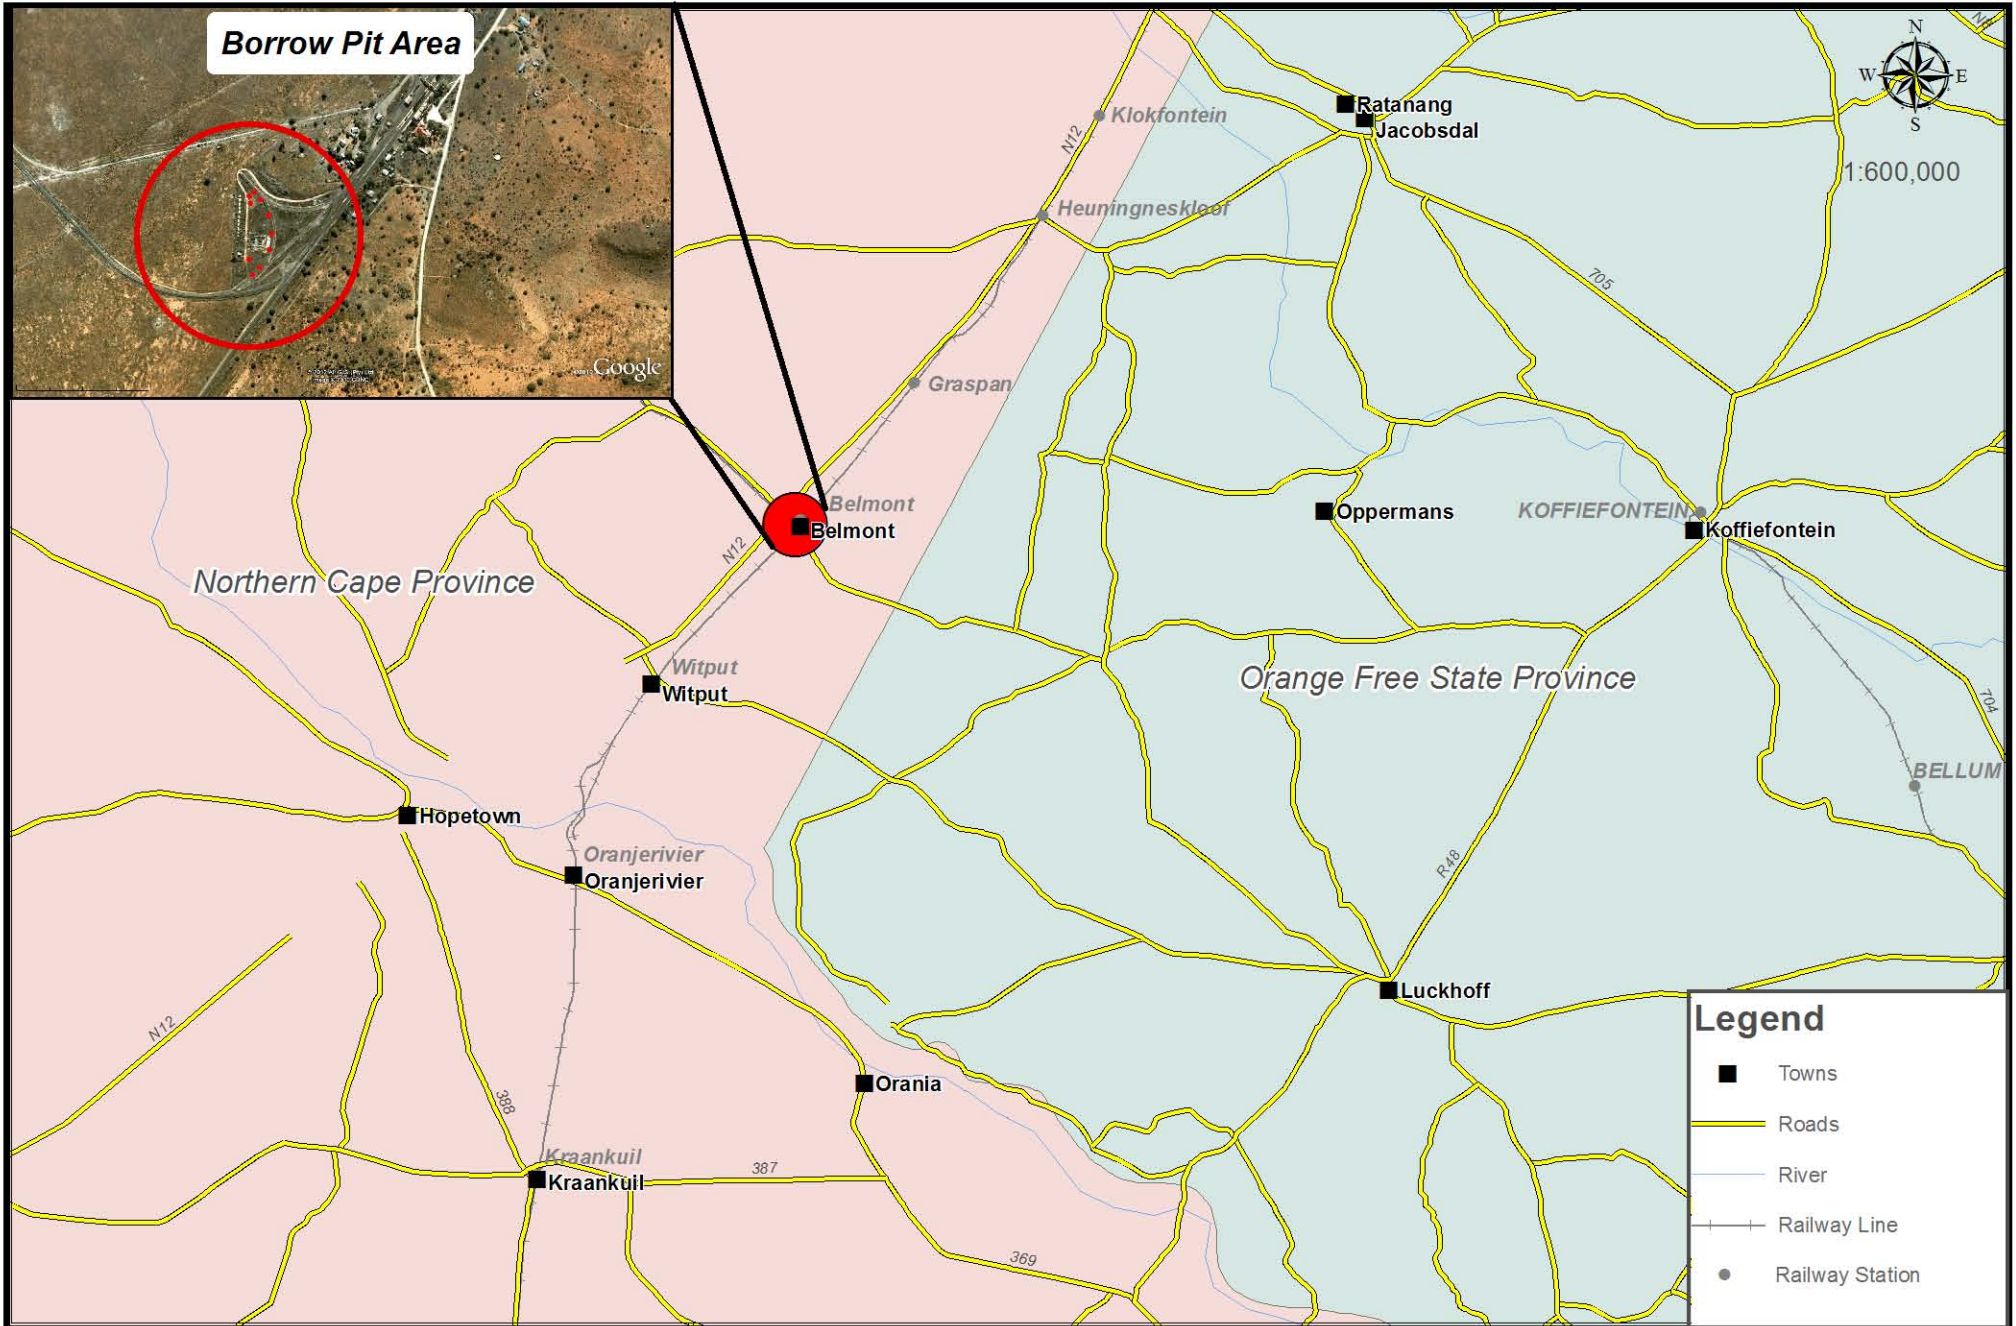 Borrow Pit Area
Google
N8
N
W
E
S
1:600,000
Ratanang
Jacobsdal
Klokfontein
N12
Heuningneskloof
705
Graspan
Belmont
Belmont
N12
Oppermans
KOFFIEFONTEIN
Koffiefontein
Northern Cape Province
Orange Free State Province
Witput
Witput
704
BELLUM
Hopetown
Oranjerivier
Oranjerivier
R48
Luckhoff
N12
Orania
388
Kraankuil
Kraankuil
387
369
Legend
Towns
Roads
River
Railway Line
Railway Station